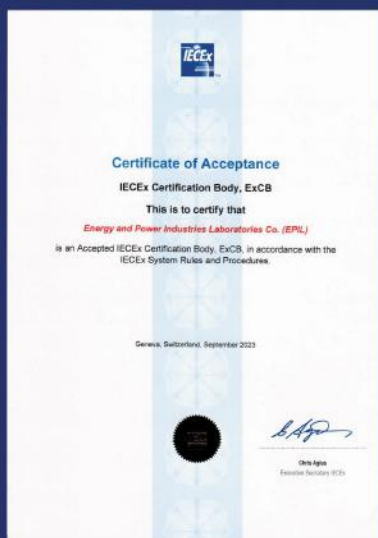 IECEx
Certificate of Acceptance
IECEx Certification Body, ExCB
This is to certify that
Energy and Power Industries Laboratories Co. (EPIL)
is an Accepted IECEx Certification Body, ExCB, in accordance with the
IECEx System Rules and Procedures.
Geneva, Switzerland, September 2023
IEC
Chris Agius
Executive Secretary IECEx